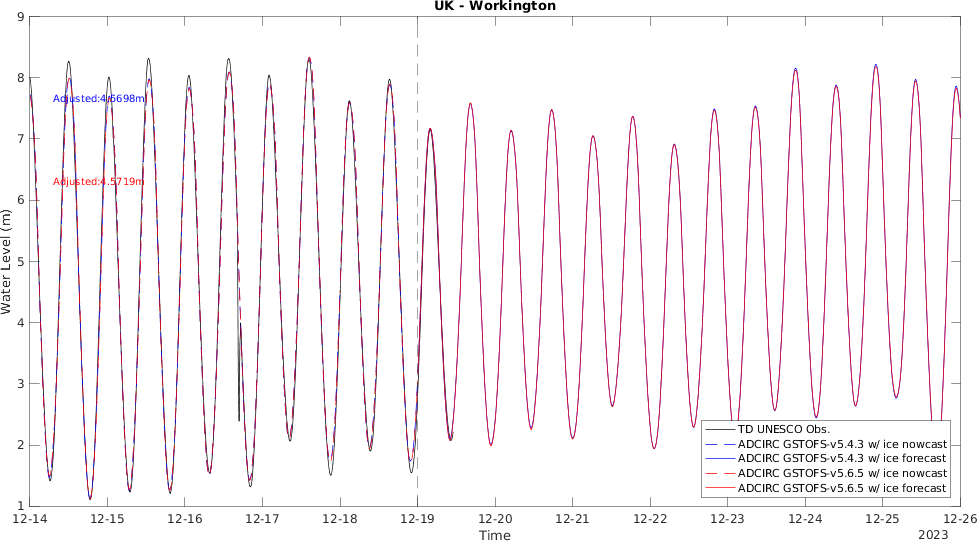 UK - Workington
9
8
7
6
5
4
3
2
1
Water Level (m)
Adjusted:4.5698m
Adjusted:4.5719m
TD UNESCO Obs.
ADCIRC GSTOFS-v5.4.3 w/ ice nowcast
ADCIRC GSTOFS-v5.4.3 w/ ice forecast
ADCIRC GSTOFS-v5.6.5 w/ ice nowcast
ADCIRC GSTOFS-v5.6.5 w/ ice forecast
12-14 12-15 12-16 12-17 12-18 12-19 12-20 12-21 12-22 12-23 12-24 12-25 12-26
Time
2023